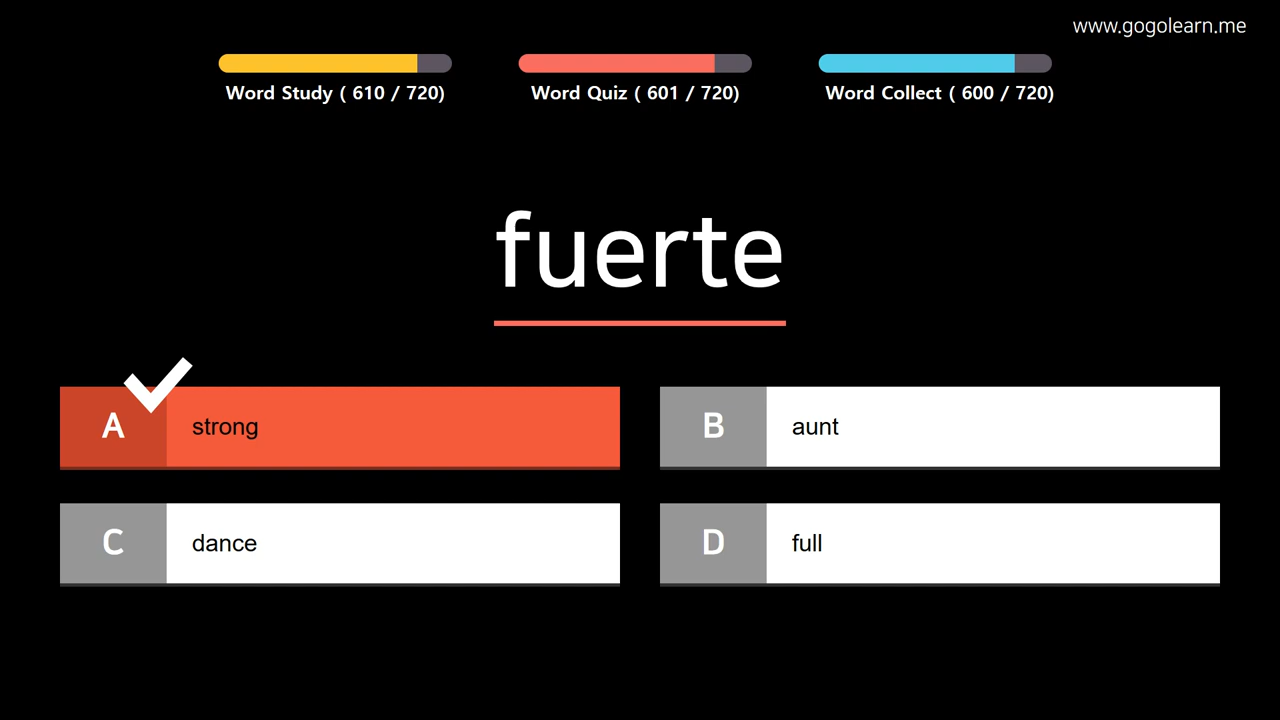 www.gogolearn.me
Word Study ( 610 / 720)
Word Quiz ( 601 / 720)
Word Collect ( 600 / 720)
fuerte
A strong
B aunt
C dance
D full